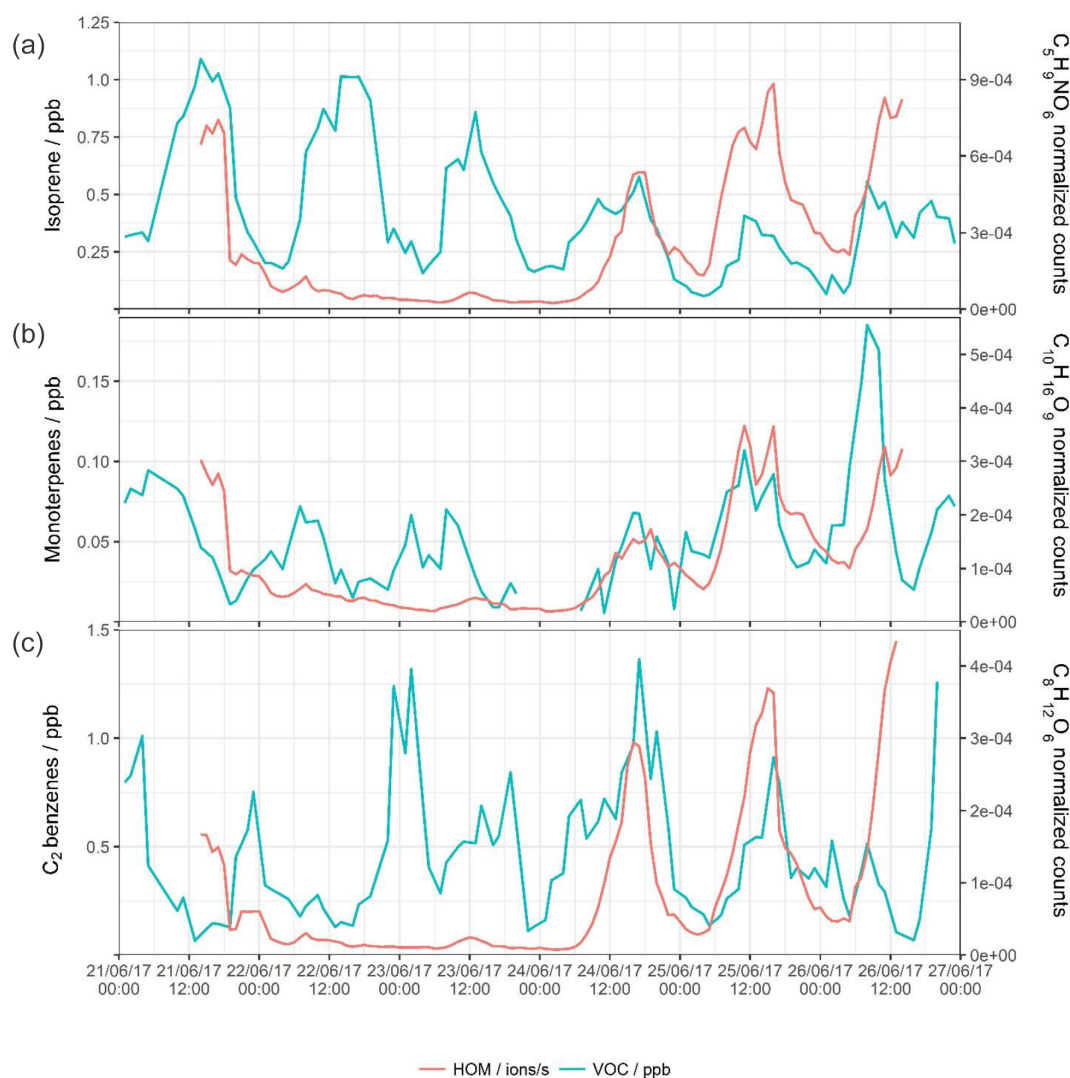 (a)
1.25
1.0
0.75
0.5
0.25
Isoprene / ppb
9e-04
6e-04
3e-04
0e+00
C5H9NO6 normalized counts
(b)
0.15
0.10
0.05
Monoterpenes / ppb
5e-04
4e-04
3e-04
2e-04
1e-04
0e+00
C10H16O9 normalized counts
(c)
1.5
1.0
0.5
C2 benzenes / ppb
4e-04
3e-04
2e-04
1e-04
0e+00
C8H12O6 normalized counts
21/06/17 21/06/17 22/06/17 22/06/17 23/06/17 23/06/17 24/06/17 24/06/17 25/06/17 25/06/17 26/06/17 26/06/17 27/06/17
00:00 12:00 00:00 12:00 00:00 12:00 00:00 12:00 00:00 12:00 00:00 12:00 00:00
HOM / ions/s VOC / ppb